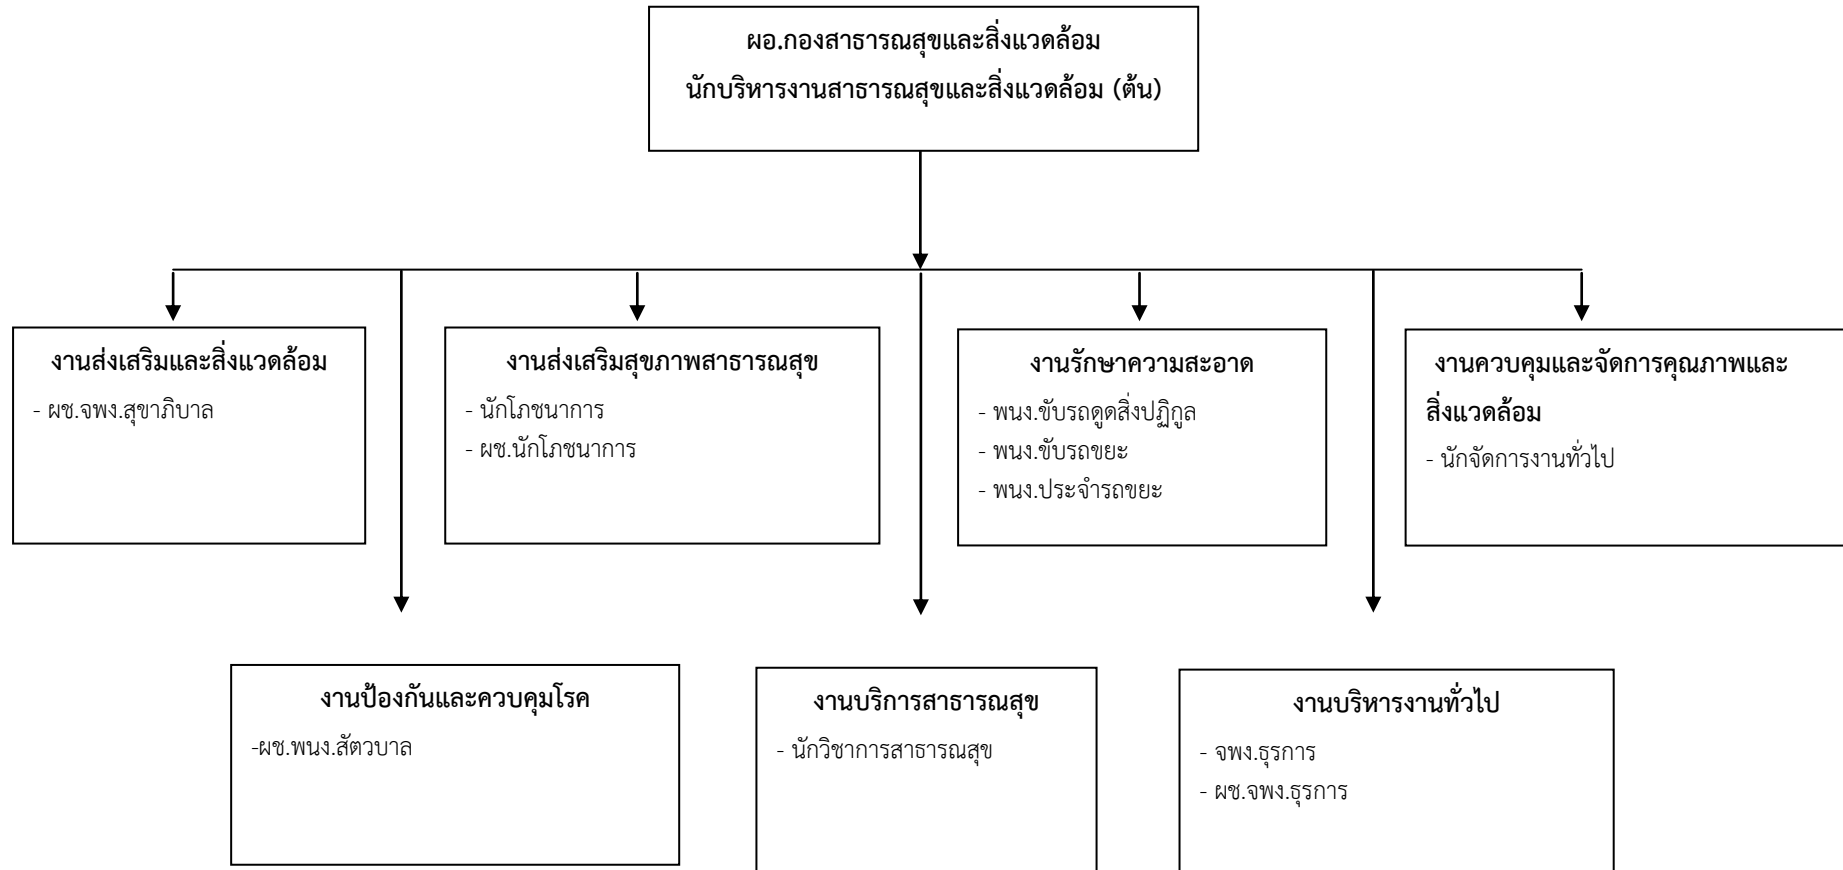 ผอ.กองสาธารณสุขและสิ่งแวดล้อม
นักบริหารงานสาธารณสุขและสิ่งแวดล้อม (ต้น)
งานส่งเสริมและสิ่งแวดล้อม
- ผช.จพง.สุขาภิบาล
งานส่งเสริมสุขภาพสาธารณสุข
- นักโภชนาการ
- ผช.นักโภชนาการ
งานรักษาความสะอาด
- พนง.ขับรถดูดสิ่งปฏิกูล
- พนง.ขับรถขยะ
- พนง.ประจำรถขยะ
งานควบคุมและจัดการคุณภาพและ
สิ่งแวดล้อม
- นักจัดการงานทั่วไป
งานป้องกันและควบคุมโรค
-ผช.พนง.สัตวบาล
งานบริการสาธารณสุข
- นักวิชาการสาธารณสุข
งานบริหารงานทั่วไป
- จพง.ธุรการ
- ผช.จพง.ธุรการ